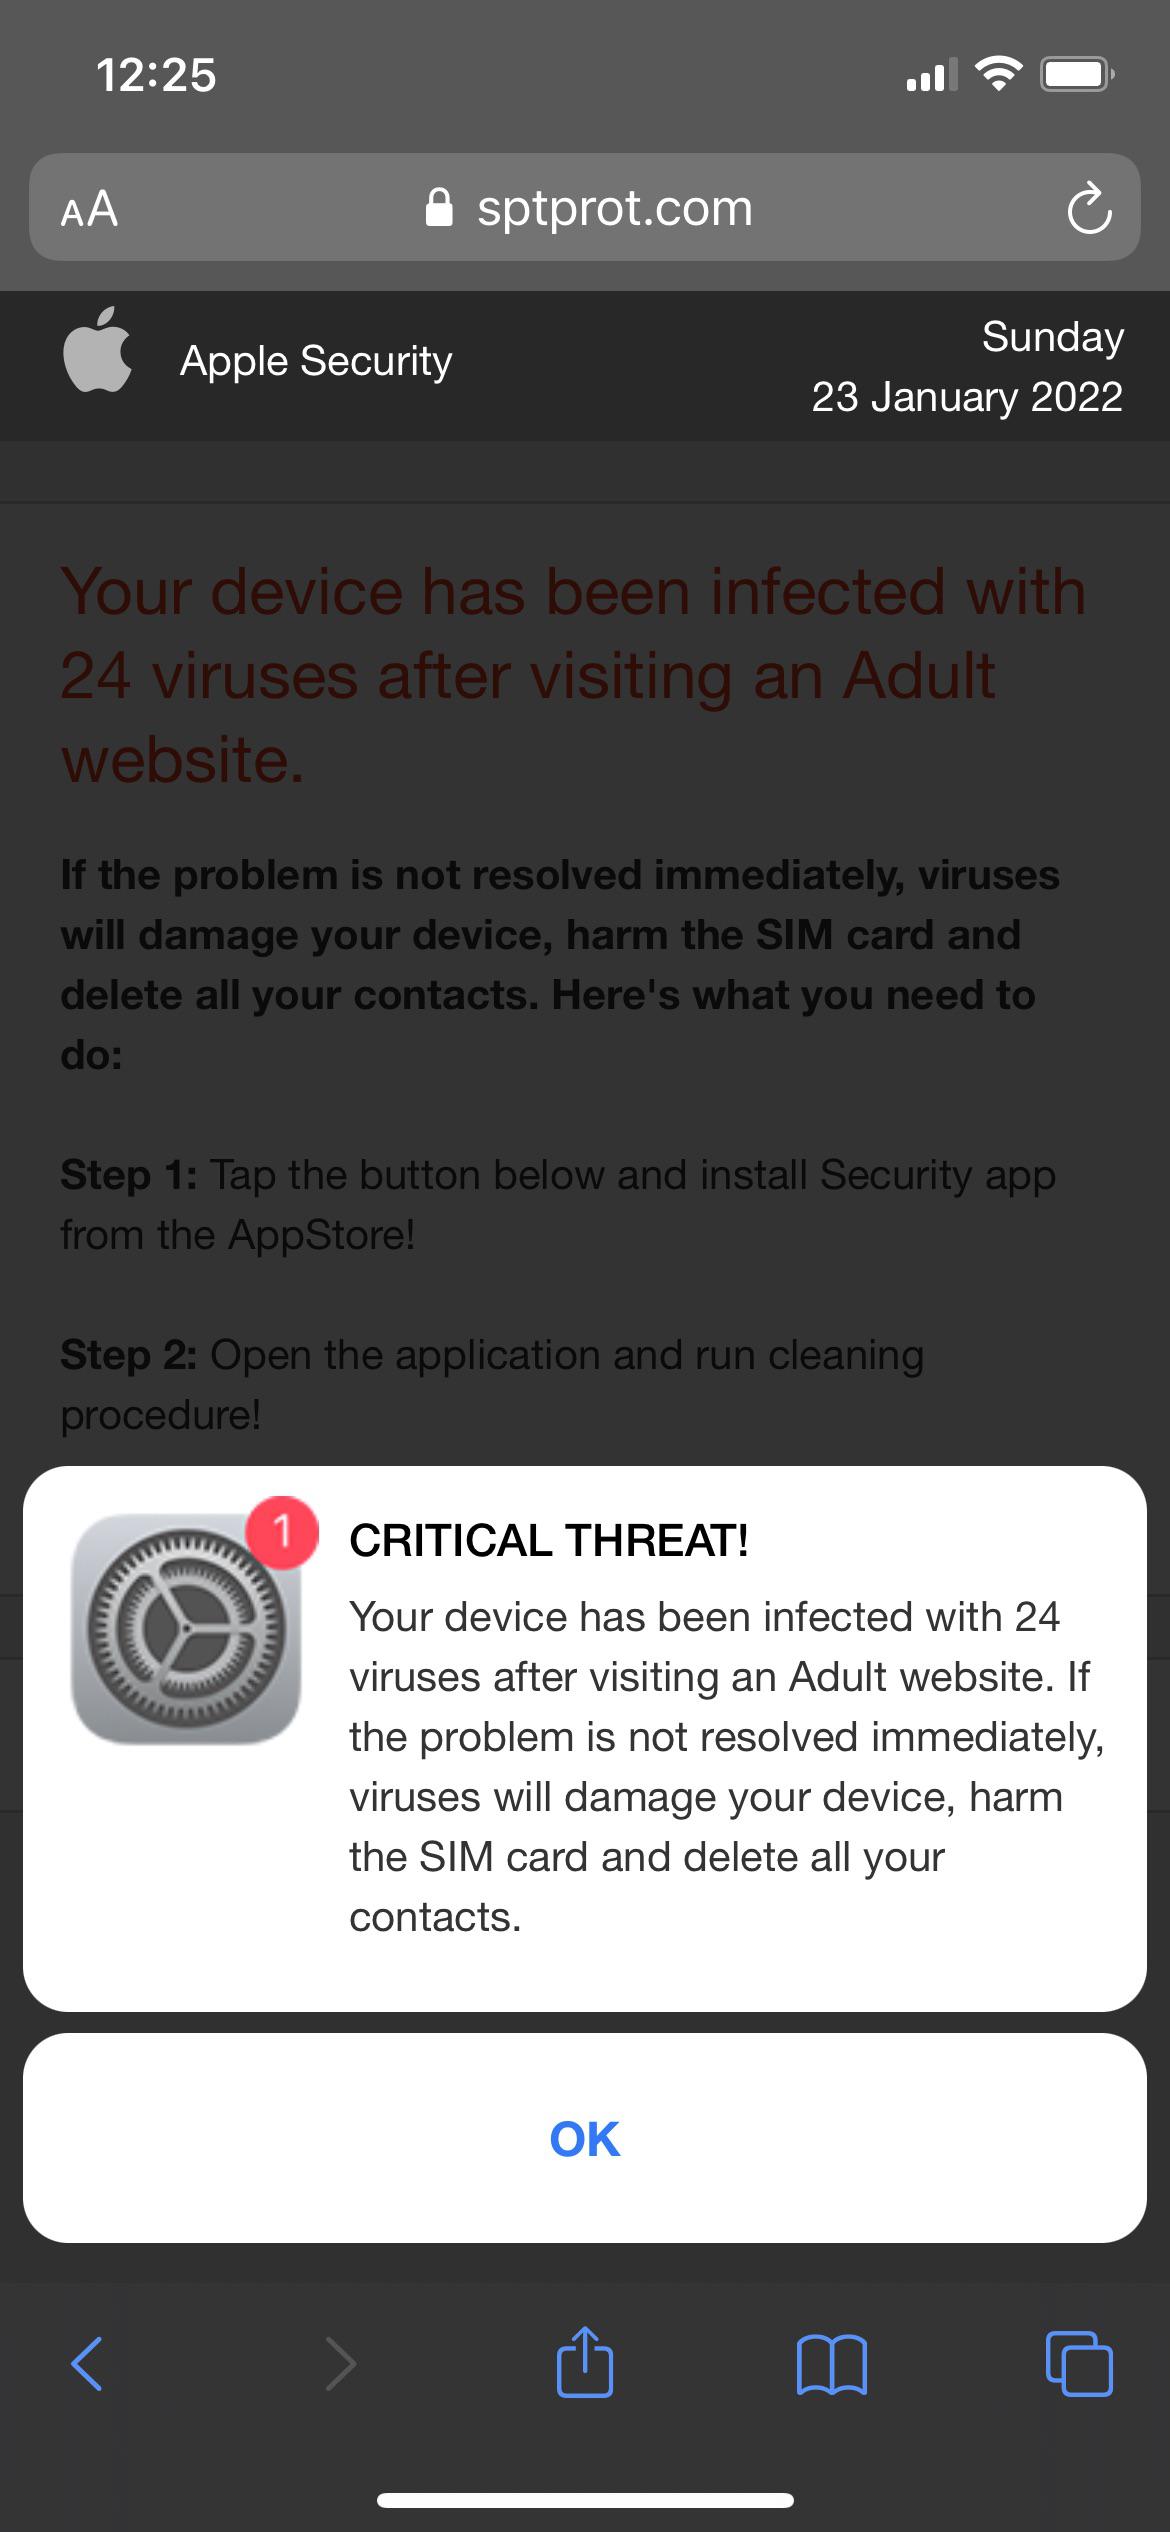 12:25
AA sptprot.com
Apple Security
Sunday
23 January 2022
Your device has been infected with
24 viruses after visiting an Adult
website.
If the problem is not resolved immediately, viruses
will damage your device, harm the SIM card and
delete all your contacts. Here's what you need to
do:
Step 1: Tap the button below and install Security app
from the AppStore!
Step 2: Open the application and run cleaning
procedure!
1
CRITICAL THREAT!
Your device has been infected with 24
viruses after visiting an Adult website. If
the problem is not resolved immediately,
viruses will damage your device, harm
the SIM card and delete all your
contacts.
OK